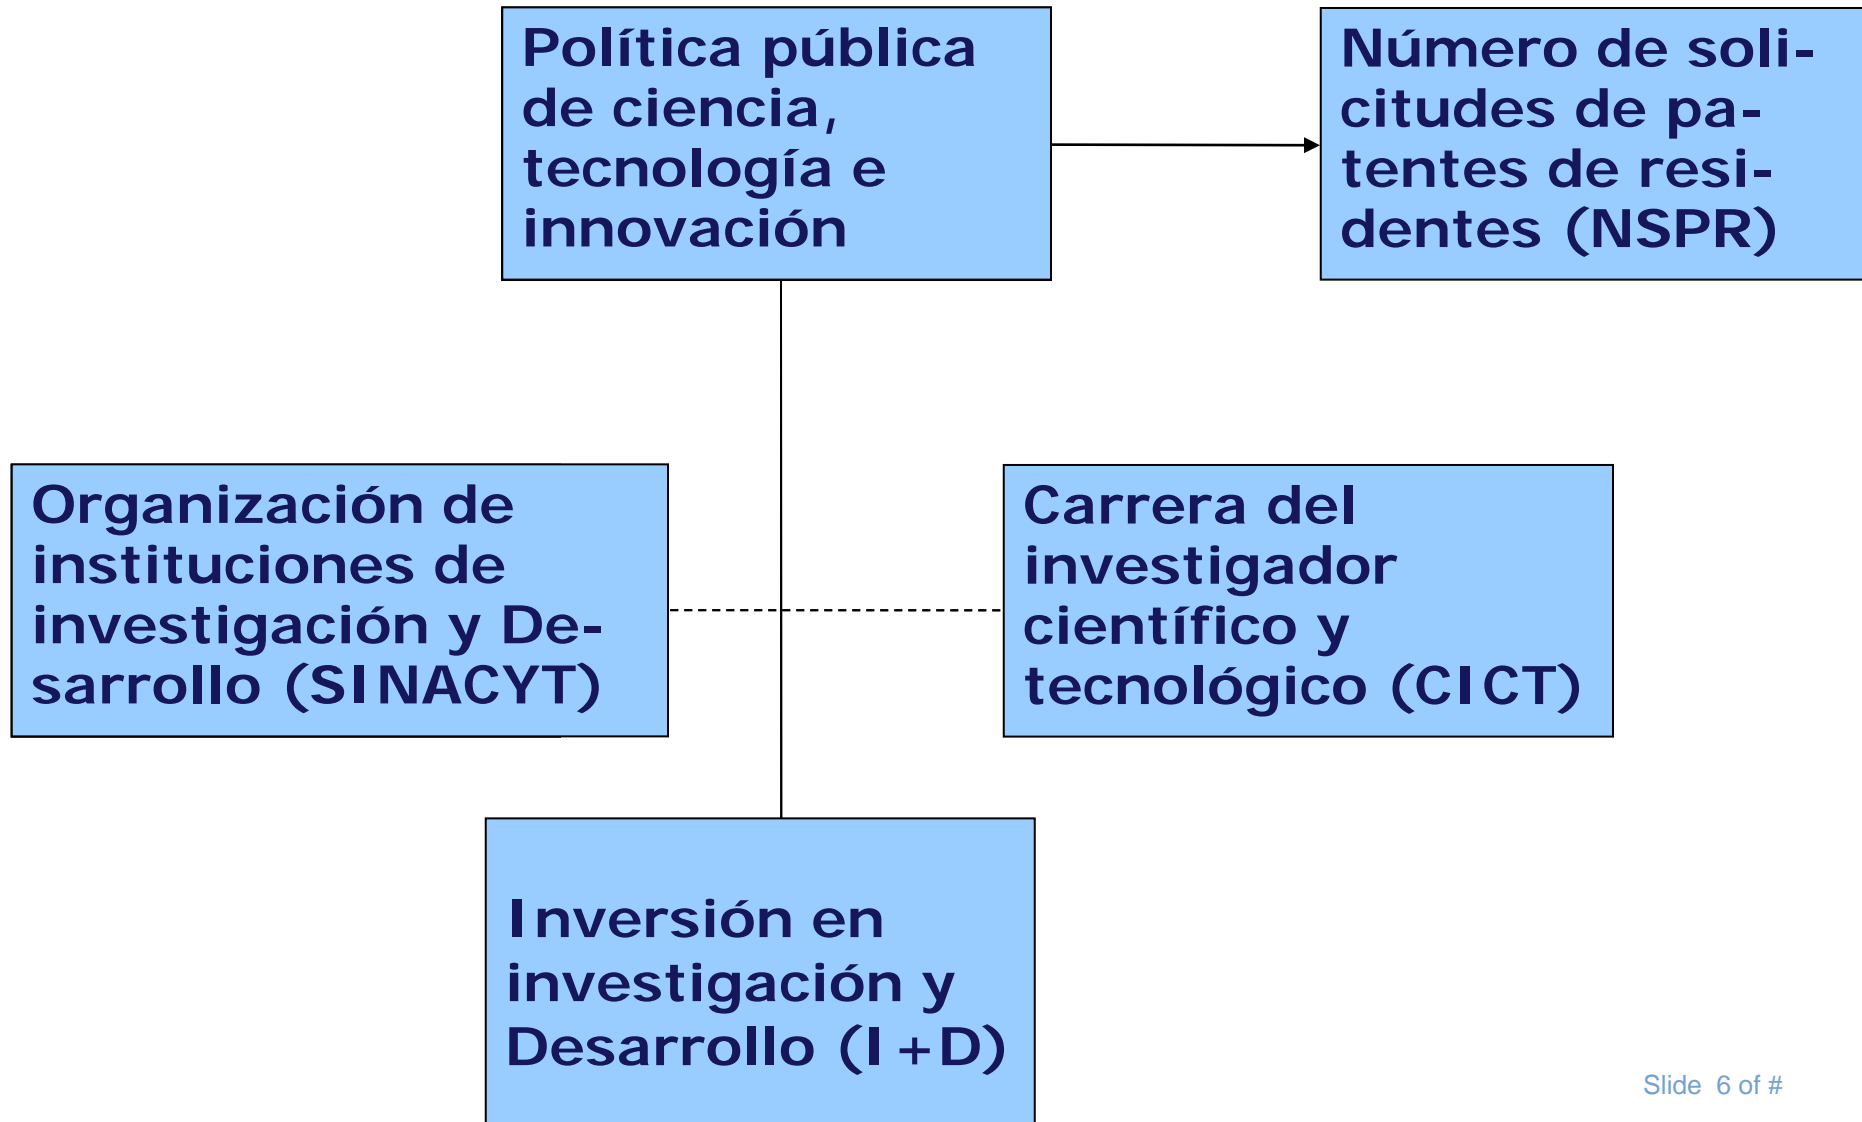 Política pública
de ciencia,
tecnología e
innovación
Número de soli-
citudes de pa-
tentes de resi-
dentes (NSPR)
Organización de
instituciones de
investigación y De-
sarrollo (SINACYT)
Carrera del
investigador
científico y
tecnológico (CICT)
Inversión en
investigación y
Desarrollo (I+D)
Slide 6 of #